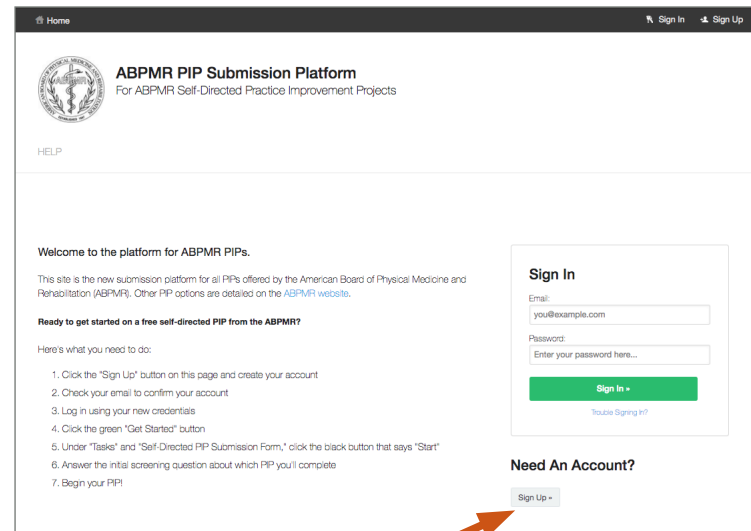 Home
Sign In
Sign Up
ABPMR PIP Submission Platform
For ABPMR Self-Directed Practice Improvement Projects
HELP
Welcome to the platform for ABPMR PIPs.
This site is the new submission platform for all PIPs offered by the American Board of Physical Medicine and
Rehabilitation (ABPMR). Other PIP options are detailed on the ABPMR website.
Ready to get started on a free self-directed PIP from the ABPMR?
Here's what you need to do:
1. Click the "Sign Up" button on this page and create your account
2. Check your email to confirm your account
3. Log in using your new credentials
4. Click the green "Get Started" button
5. Under "Tasks" and "Self-Directed PIP Submission Form," click the black button that says "Start"
6. Answer the initial screening question about which PIP you'll complete
7. Begin your PIP!
Sign In
Email:
you@example.com
Password:
Enter your password here...
Sign In »
Trouble Signing In?
Need An Account?
Sign Up »